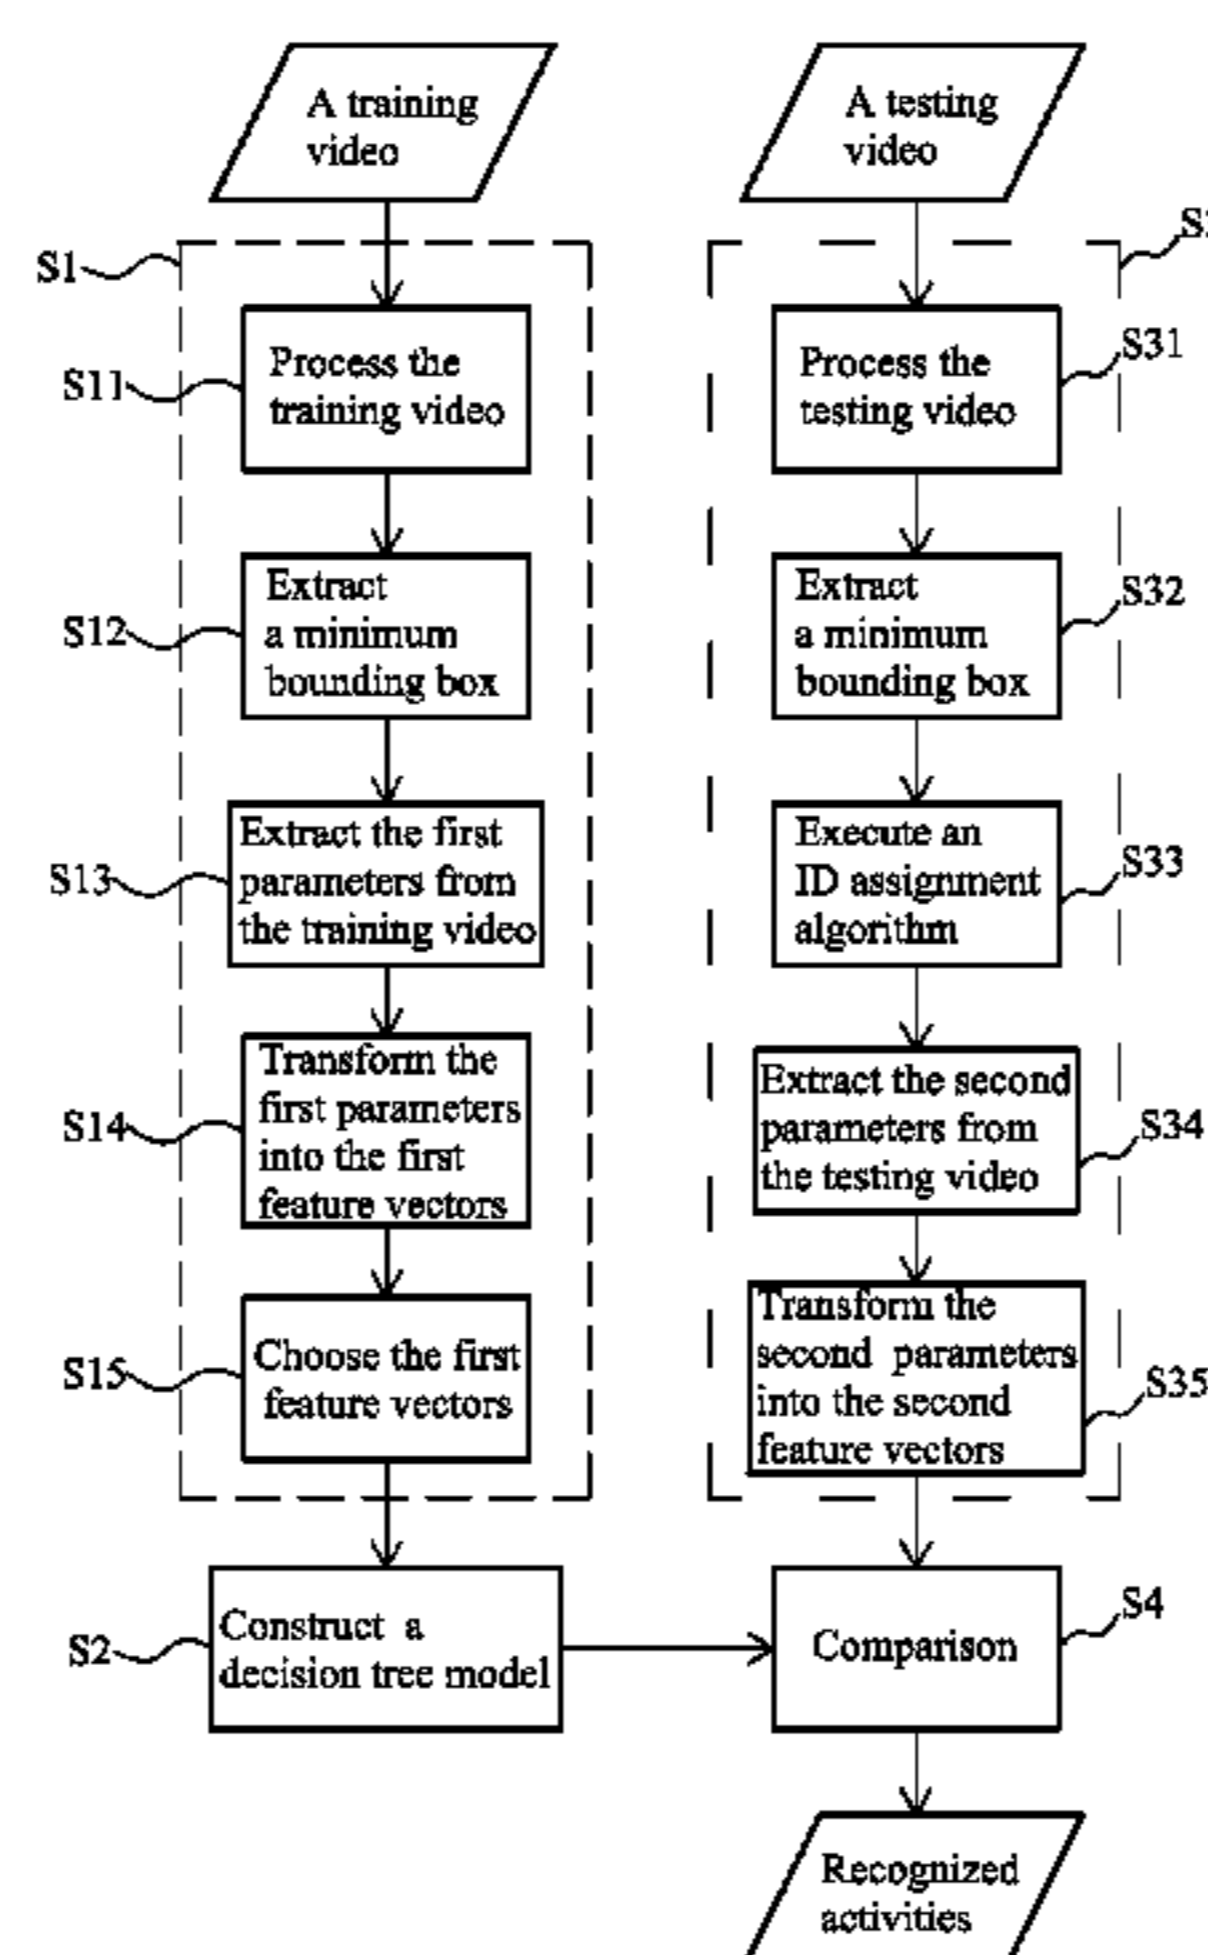 A training
video
S1
S11
Process the
training video
S12
Extract
a minimum
bounding box
S13
Extract the first
parameters from
the training video
S14
Transform the
first parameters
into the first
feature vectors
S15
Choose the first
feature vectors
S2
Construct a
decision tree model
A testing
video
S31
Process the
testing video
S32
Extract
a minimum
bounding box
S33
Execute an
ID assignment
algorithm
S34
Extract the second
parameters from
the testing video
S35
Transform the
second parameters
into the second
feature vectors
S4
Comparison
Recognized
activities